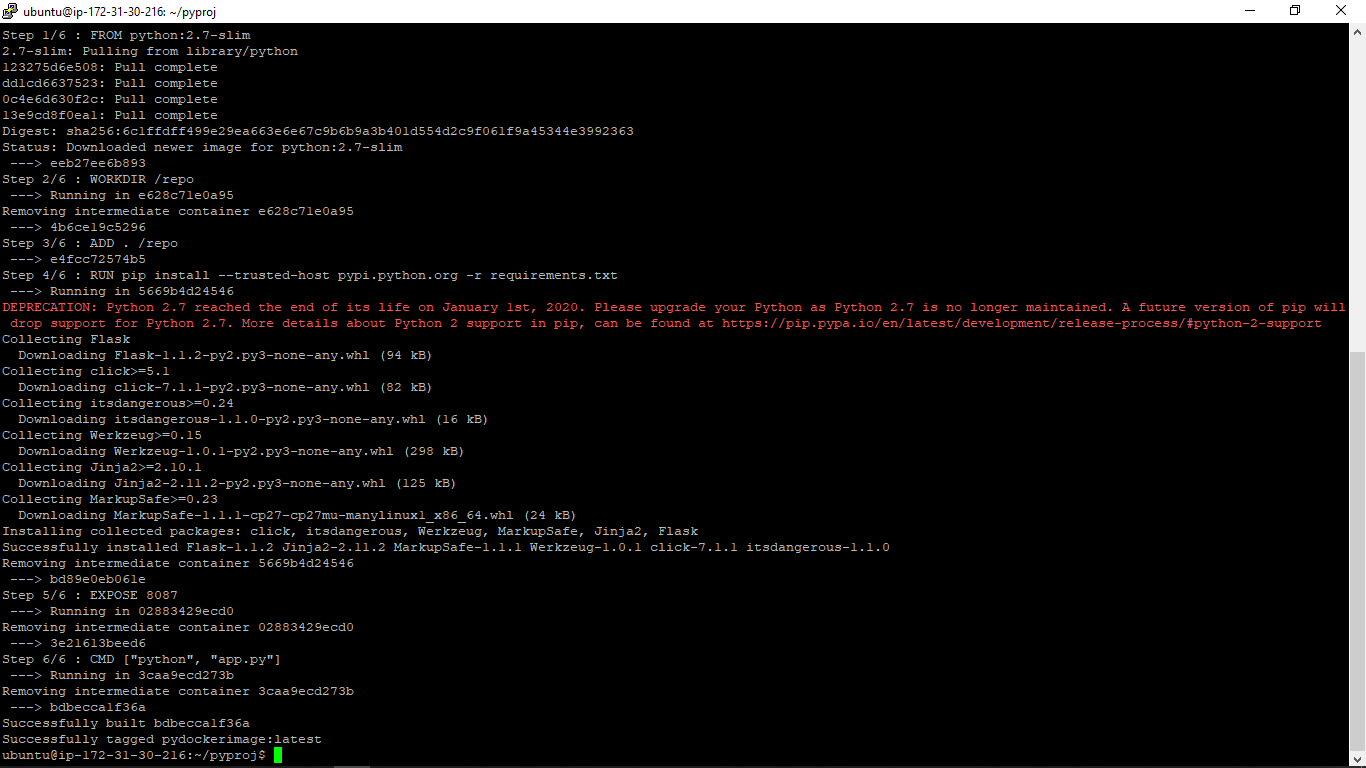 ubuntu@ip-172-31-30-216: ~/pyproj
Step 1/6 : FROM python:2.7-slim
2.7-slim: Pulling from library/python
123275d6e508: Pull complete
dd1cd6637523: Pull complete
0c4e6d630f2c: Pull complete
13e9cd8f0ea1: Pull complete
Digest: sha256:6c1ffdff499e29ea663e6e67c9b6b9a3b401d554d2c9f061f9a45344e3992363
Status: Downloaded newer image for python:2.7-slim
 ---> eeb27ee6b893
Step 2/6 : WORKDIR /repo
 ---> Running in e628c71e0a95
Removing intermediate container e628c71e0a95
 ---> 4b6ce19c5296
Step 3/6 : ADD . /repo
 ---> e4fcc72574b5
Step 4/6 : RUN pip install --trusted-host pypi.python.org -r requirements.txt
 ---> Running in 5669b4d24546
DEPRECATION: Python 2.7 reached the end of its life on January 1st, 2020. Please upgrade your Python as Python 2.7 is no longer maintained. A future version of pip will
 drop support for Python 2.7. More details about Python 2 support in pip, can be found at https://pip.pypa.io/en/latest/development/release-process/#python-2-support
Collecting Flask
  Downloading Flask-1.1.2-py2.py3-none-any.whl (94 kB)
Collecting click>=5.1
  Downloading click-7.1.1-py2.py3-none-any.whl (82 kB)
Collecting itsdangerous>=0.24
  Downloading itsdangerous-1.1.0-py2.py3-none-any.whl (16 kB)
Collecting Werkzeug>=0.15
  Downloading Werkzeug-1.0.1-py2.py3-none-any.whl (298 kB)
Collecting Jinja2>=2.10.1
  Downloading Jinja2-2.11.2-py2.py3-none-any.whl (125 kB)
Collecting MarkupSafe>=0.23
  Downloading MarkupSafe-1.1.1-cp27-cp27mu-manylinux1_x86_64.whl (24 kB)
Installing collected packages: click, itsdangerous, Werkzeug, MarkupSafe, Jinja2, Flask
Successfully installed Flask-1.1.2 Jinja2-2.11.2 MarkupSafe-1.1.1 Werkzeug-1.0.1 click-7.1.1 itsdangerous-1.1.0
Removing intermediate container 5669b4d24546
 ---> bd89e0eb061e
Step 5/6 : EXPOSE 8087
 ---> Running in 02883429ecd0
Removing intermediate container 02883429ecd0
 ---> 3e21613beed6
Step 6/6 : CMD ["python", "app.py"]
 ---> Running in 3caa9ecd273b
Removing intermediate container 3caa9ecd273b
 ---> bdbecca1f36a
Successfully built bdbecca1f36a
Successfully tagged pydockerimage:latest
ubuntu@ip-172-31-30-216:~/pyproj$